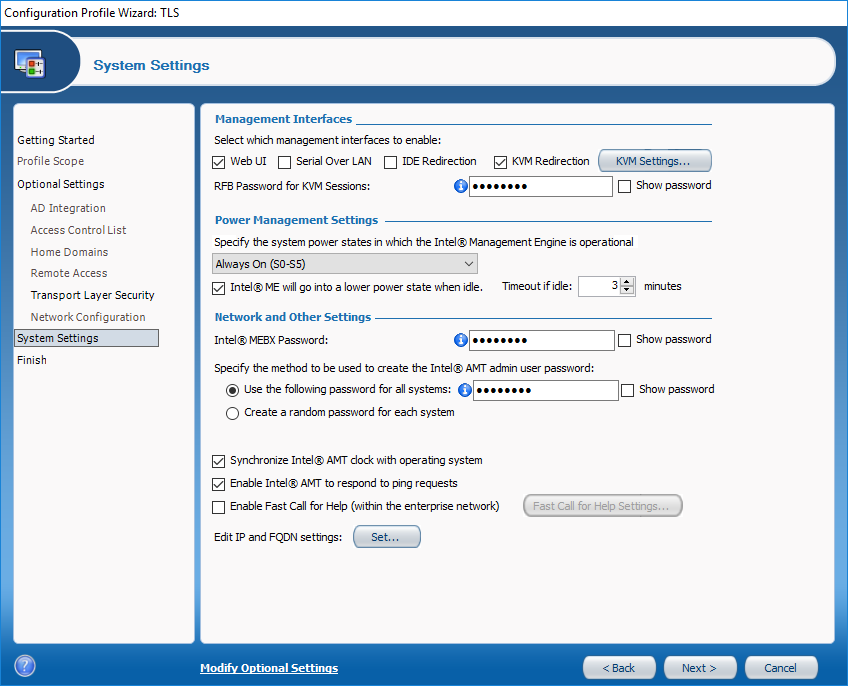 Configuration Profile Wizard: TLS
System Settings
Getting Started
Profile Scope
Optional Settings
AD Integration
Access Control List
Home Domains
Remote Access
Transport Layer Security
Network Configuration
System Settings
Finish
Management Interfaces
Select which management interfaces to enable:
Web UI Serial Over LAN IDE Redirection KVM Redirection KVM Settings...
RFB Password for KVM Sessions: ●●●●●●●● Show password
Power Management Settings
Specify the system power states in which the Intel® Management Engine is operational
Always On (S0-S5)
Intel® ME will go into a lower power state when idle. Timeout if idle: 3 minutes
Network and Other Settings
Intel® MEBX Password: ●●●●●●●● Show password
Specify the method to be used to create the Intel® AMT admin user password:
Use the following password for all systems: ●●●●●●●● Show password
Create a random password for each system
Synchronize Intel® AMT clock with operating system
Enable Intel® AMT to respond to ping requests
Enable Fast Call for Help (within the enterprise network) Fast Call for Help Settings...
Edit IP and FQDN settings: Set...
? Modify Optional Settings < Back Next > Cancel